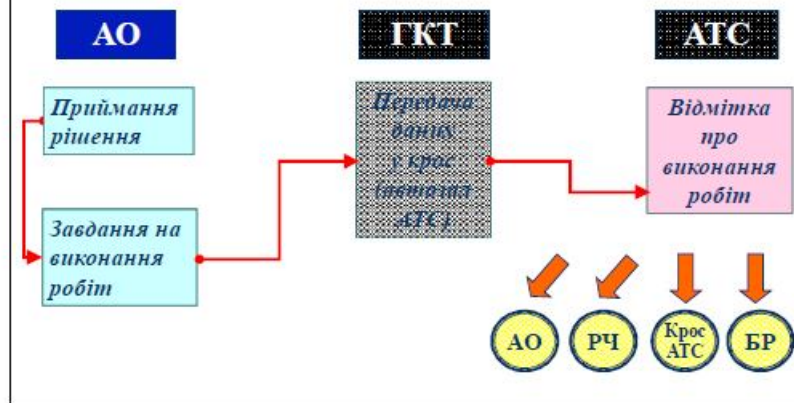 АО
ГКТ
АТС
Приймання
рішення
Завдання на
виконання
робіт
Передача
даних
у крос
(автозал
АТС)
Відмітка
про
виконання
робіт
АО
РЧ
Крос
АТС
БР